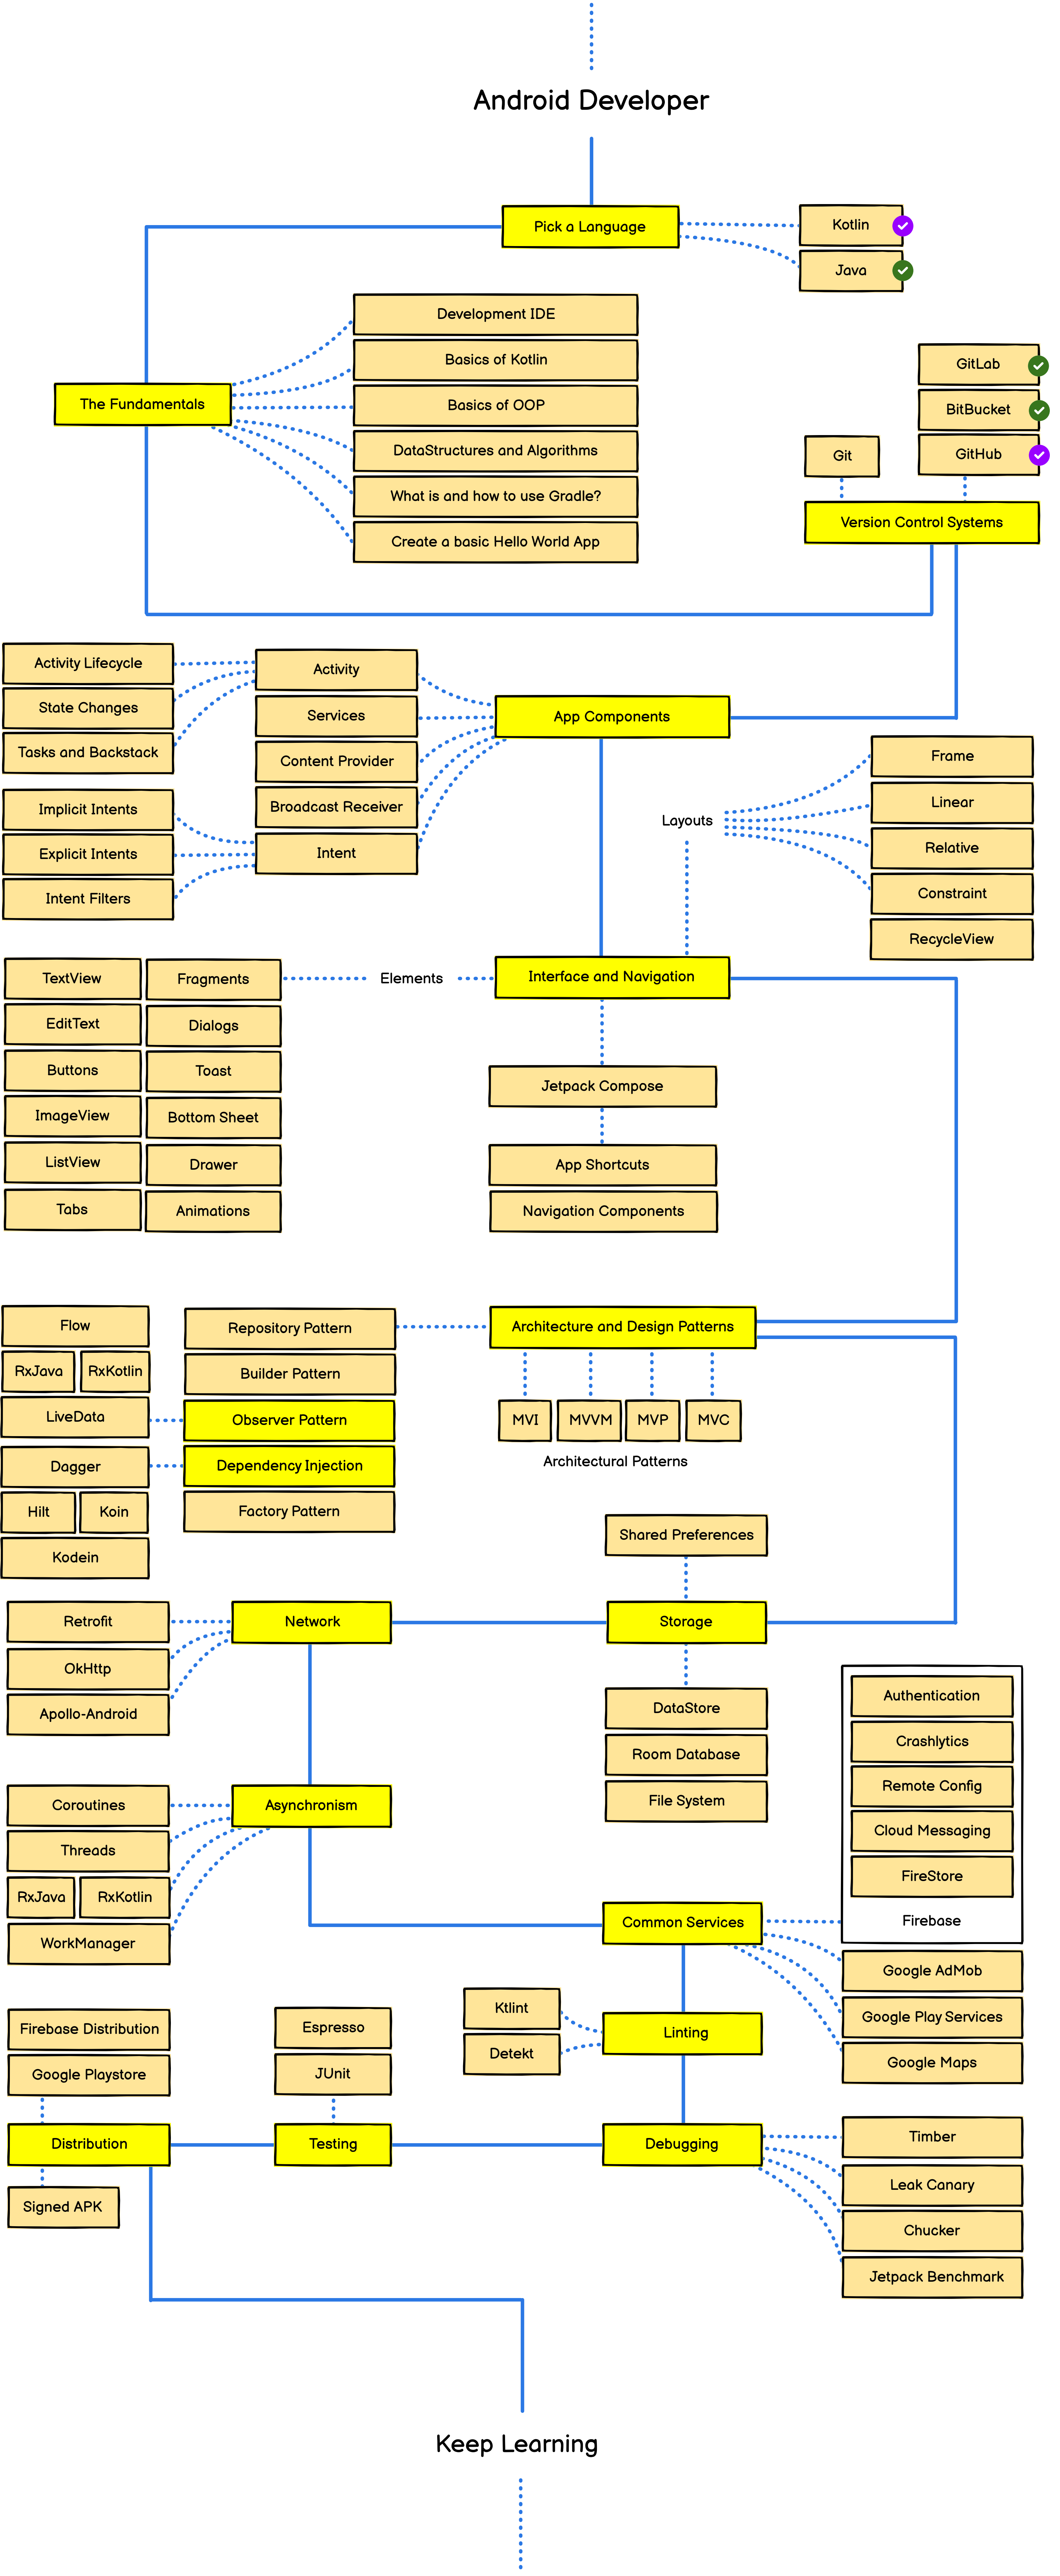 Android Developer
Pick a Language
Kotlin
Java
Development IDE
Basics of Kotlin
Basics of OOP
DataStructures and Algorithms
What is and how to use Gradle?
Create a basic Hello World App
The Fundamentals
GitLab
BitBucket
GitHub
Git
Version Control Systems
Activity Lifecycle
State Changes
Tasks and Backstack
Implicit Intents
Explicit Intents
Intent Filters
Activity
Services
Content Provider
Broadcast Receiver
Intent
App Components
Layouts
Frame
Linear
Relative
Constraint
RecycleView
TextView
EditText
Buttons
ImageView
ListView
Tabs
Fragments
Dialogs
Toast
Bottom Sheet
Drawer
Animations
Elements
Interface and Navigation
Jetpack Compose
App Shortcuts
Navigation Components
Flow
RxJava
RxKotlin
LiveData
Dagger
Hilt
Koin
Kodein
Repository Pattern
Builder Pattern
Observer Pattern
Dependency Injection
Factory Pattern
Architecture and Design Patterns
MVI
MVVM
MVP
MVC
Architectural Patterns
Shared Preferences
Storage
DataStore
Room Database
File System
Network
Retrofit
OkHttp
Apollo-Android
Asynchronism
Coroutines
Threads
RxJava
RxKotlin
WorkManager
Authentication
Crashlytics
Remote Config
Cloud Messaging
FireStore
Firebase
Common Services
Google AdMob
Google Play Services
Google Maps
Ktlint
Detekt
Linting
Firebase Distribution
Google Playstore
Espresso
JUnit
Distribution
Testing
Debugging
Signed APK
Timber
Leak Canary
Chucker
Jetpack Benchmark
Keep Learning